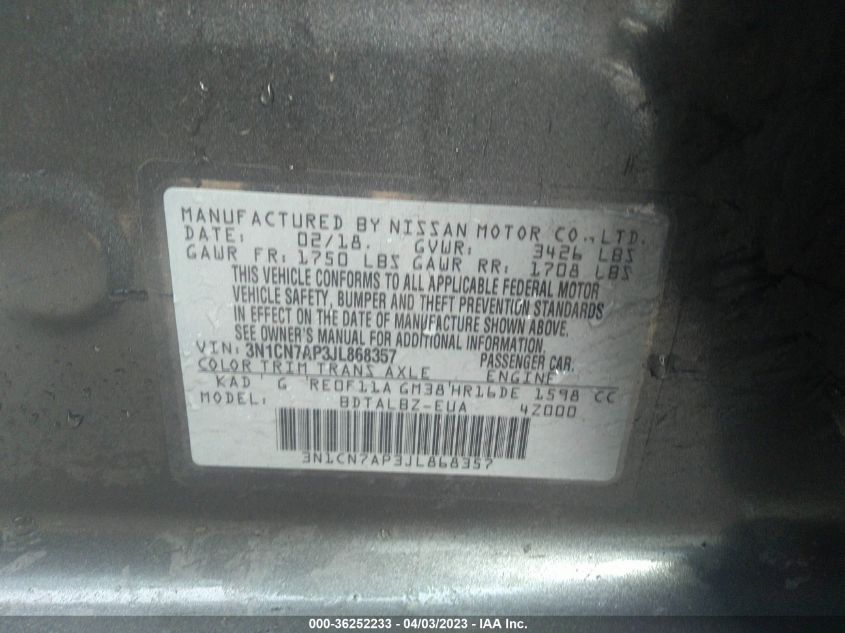 MANUFACTURED BY NISSAN MOTOR CO., LTD.
DATE: 02/18. GVWR: 3426 LBS
GAWR FR: 1750 LBS GAWR RR: 1708 LBS
THIS VEHICLE CONFORMS TO ALL APPLICABLE FEDERAL MOTOR
VEHICLE SAFETY, BUMPER AND THEFT PREVENTION STANDARDS
IN EFFECT ON THE DATE OF MANUFACTURE SHOWN ABOVE.
SEE OWNER'S MANUAL FOR ADDITIONAL INFORMATION.
VIN: 3N1CN7AP3JL868357 PASSENGER CAR.
COLOR TRIM TRANS AXLE ENGINE
KAD G RE0F11A GM38 HR16DE 1598 CC
MODEL: BDTALBZ-EUA 4Z000
3N1CN7AP3JL868357
000-36252233 - 04/03/2023 - IAA Inc.